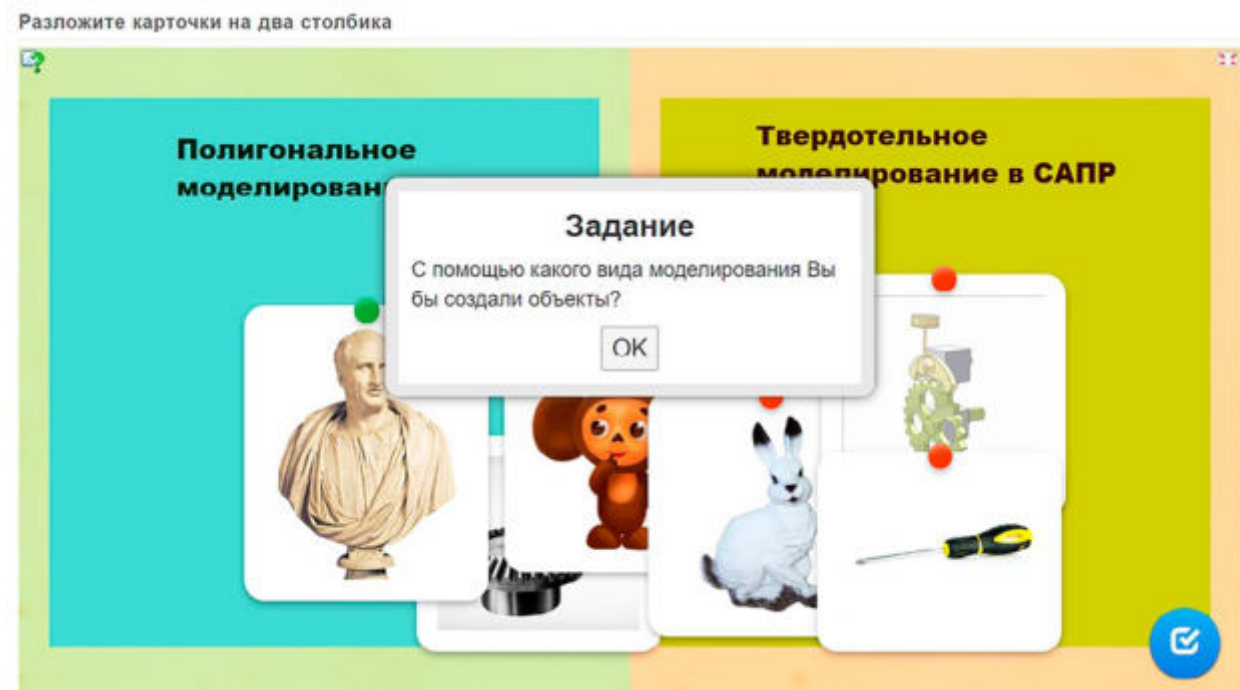 Разложите карточки на два столбика
Полигональное
моделирован
Твердотельное
моделирование в САПР
Задание
С помощью какого вида моделирования Вы
бы создали объекты?
OK